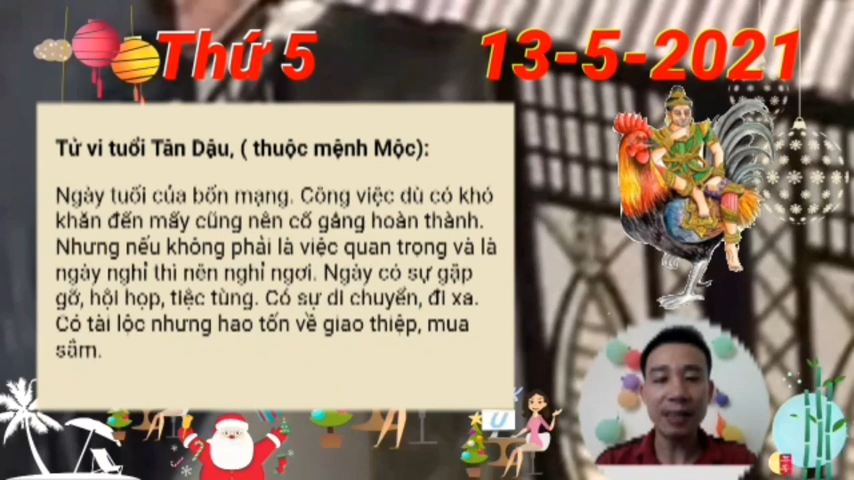 Thứ 5
13-5-2021
Tử vi tuổi Tân Dậu, ( thuộc mệnh Mộc):
Ngày tuổi của bổn mạng. Công việc dù có khó
khăn đến mấy cũng nên cố gắng hoàn thành.
Nhưng nếu không phải là việc quan trọng và là
ngày nghỉ thì nên nghỉ ngơi. Ngày có sự gặp
gỡ, hội họp, tiệc tùng. Có sự di chuyển, đi xa.
Có tài lộc nhưng hao tốn về giao thiệp, mua
sắm.